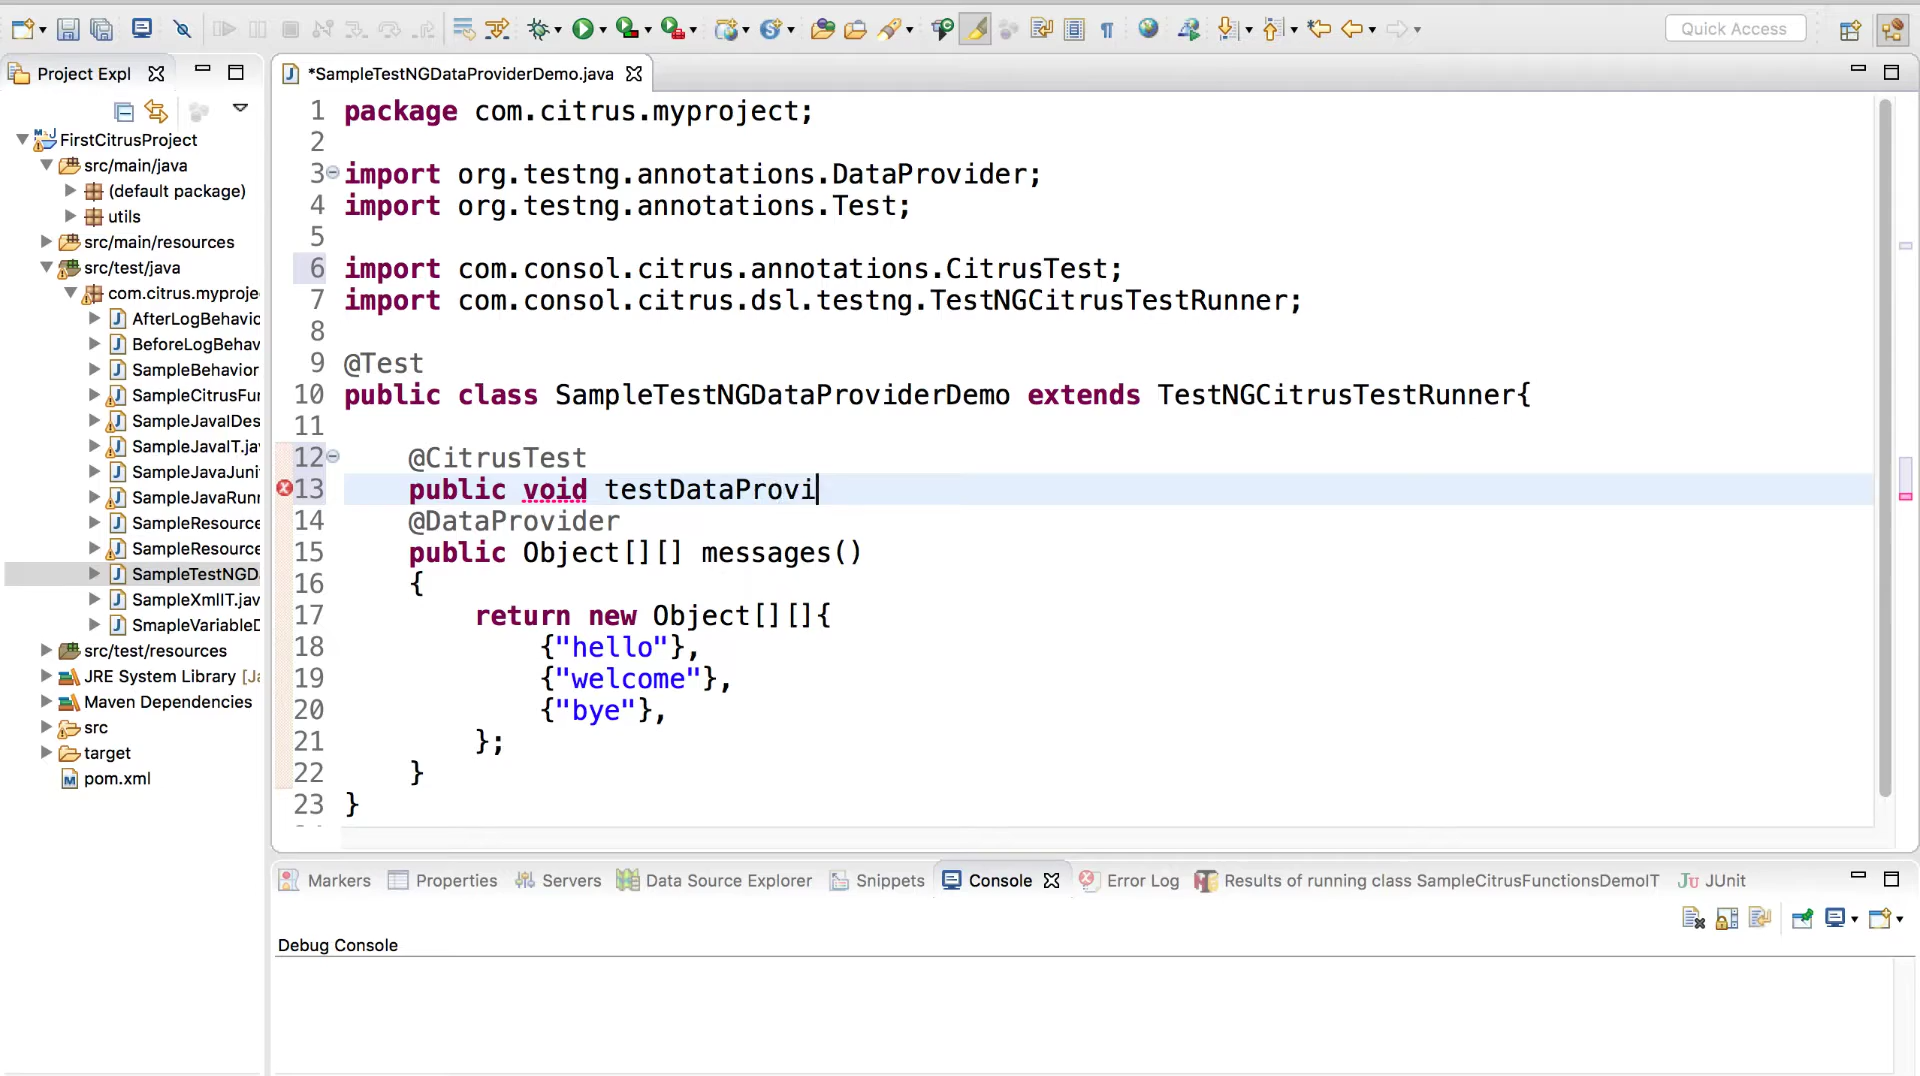 Quick Access
Project Expl
*SampleTestNGDataProviderDemo.java
FirstCitrusProject
src/main/java
(default package)
utils
src/main/resources
src/test/java
com.citrus.myproje
AfterLogBehavic
BeforeLogBehav
SampleBehavior
SampleCitrusFur
SampleJavalDes
SampleJavaIT.ja
SampleJavaJuni
SampleJavaRunr
SampleResource
SampleResource
SampleTestNGD
SampleXmlIT.jav
SmapleVariableD
src/test/resources
JRE System Library [Ja
Maven Dependencies
src
target
pom.xml
1 package com.citrus.myproject;
2
3 import org.testng.annotations.DataProvider;
4 import org.testng.annotations.Test;
5
6 import com.consol.citrus.annotations.CitrusTest;
7 import com.consol.citrus.dsl.testng.TestNGCitrusTestRunner;
8
9 @Test
10 public class SampleTestNGDataProviderDemo extends TestNGCitrusTestRunner{
11
12 @CitrusTest
13 public void testDataProvi
14 @DataProvider
15 public Object[][] messages()
16 {
17 return new Object[][]{
18 {"hello"},
19 {"welcome"},
20 {"bye"},
21 };
22 }
23 }
Markers Properties Servers Data Source Explorer Snippets Console Error Log Results of running class SampleCitrusFunctionsDemoIT JUnit
Debug Console